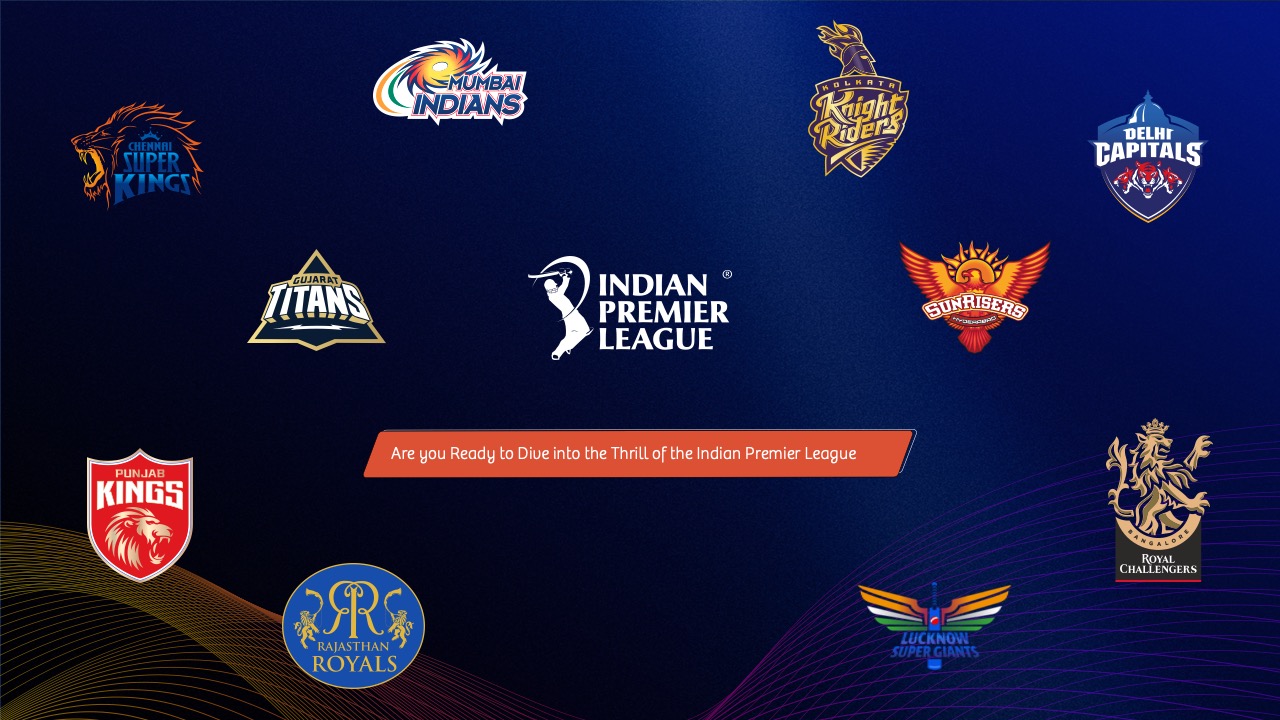 MUMBAI
INDIANS
KOLKATA
Knight
Riders
CHENNAI
SUPER
KINGS
DELHI
CAPITALS
GUJARAT
TITANS
INDIAN
PREMIER
LEAGUE
®
SUNRISERS
HYDERABAD
Are you Ready to Dive into the Thrill of the Indian Premier League
PUNJAB
KINGS
BANGALORE
ROYAL
CHALLENGERS
RR
RAJASTHAN
ROYALS
LUCKNOW
SUPER GIANTS